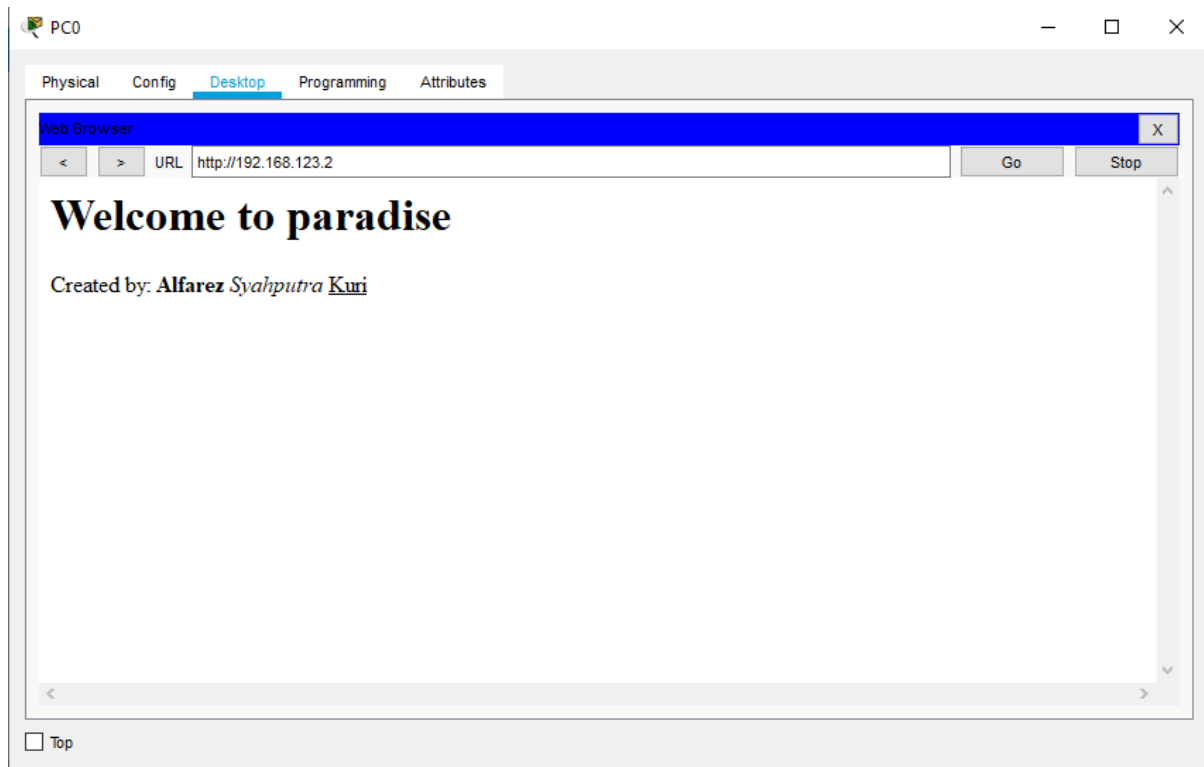 PC0
Physical Config Desktop Programming Attributes
Web Browser X
< > URL http://192.168.123.2 Go Stop
Welcome to paradise
Created by: Alfarez Syahputra Kuri
Top